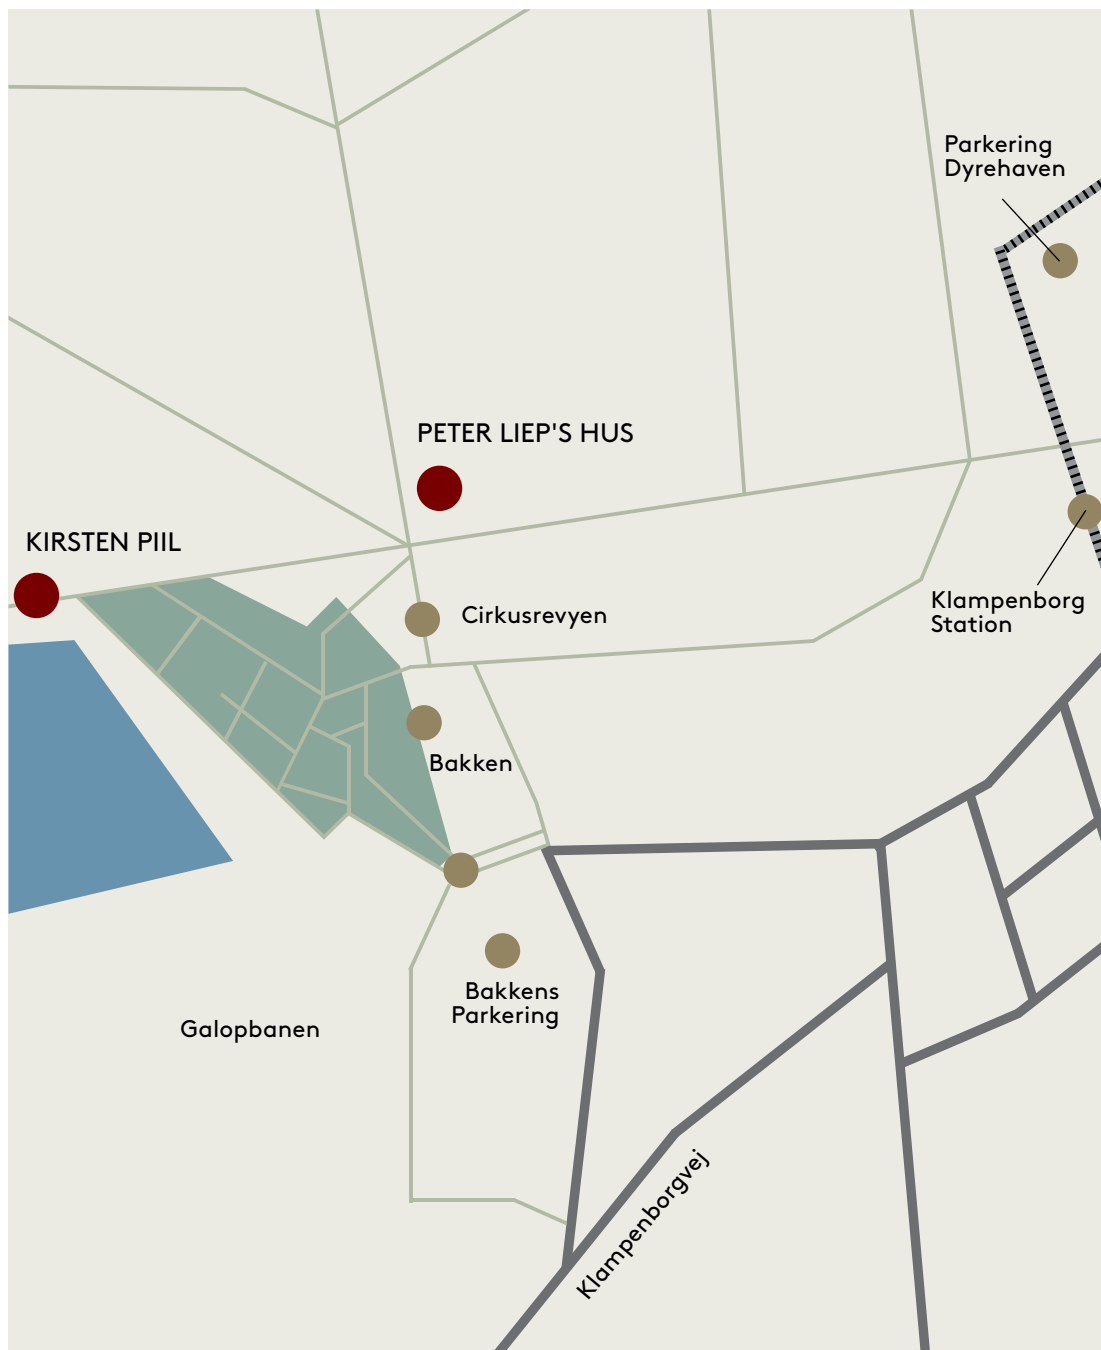 Parkering
Dyrehaven
PETER LIEP'S HUS
KIRSTEN PIIL
Klampenborg
Station
Cirkusrevyen
Bakken
Bakkens
Parkering
Galopbanen
Klampenborgvej